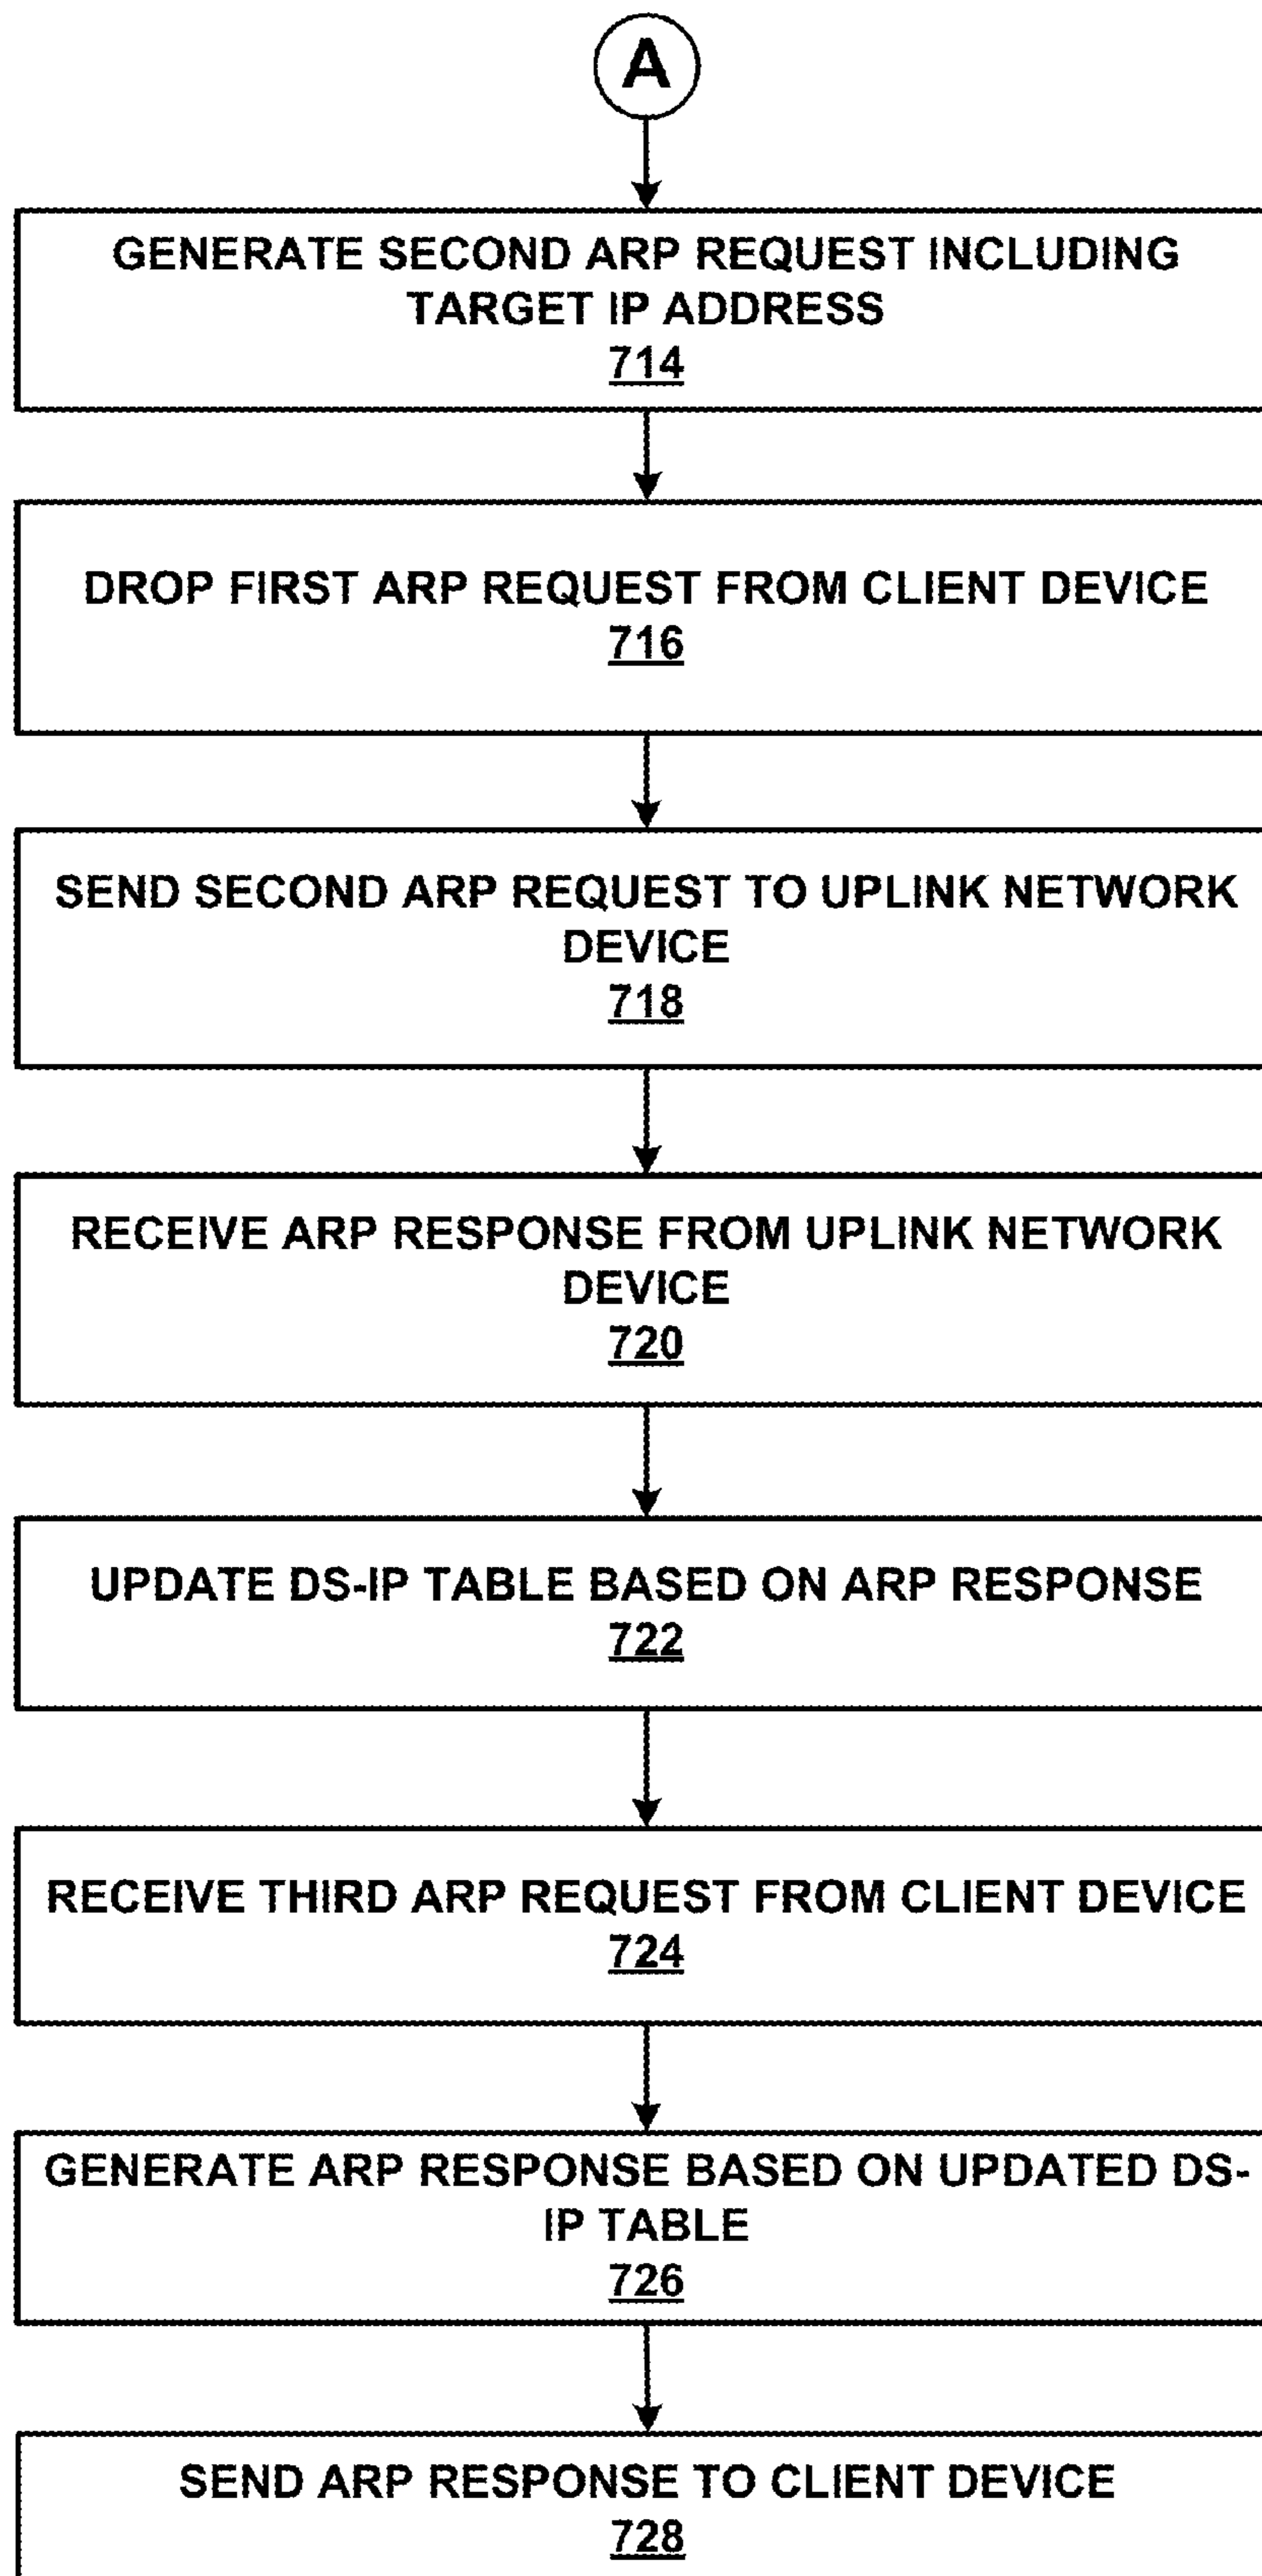 A
GENERATE SECOND ARP REQUEST INCLUDING
TARGET IP ADDRESS
714
DROP FIRST ARP REQUEST FROM CLIENT DEVICE
716
SEND SECOND ARP REQUEST TO UPLINK NETWORK
DEVICE
718
RECEIVE ARP RESPONSE FROM UPLINK NETWORK
DEVICE
720
UPDATE DS-IP TABLE BASED ON ARP RESPONSE
722
RECEIVE THIRD ARP REQUEST FROM CLIENT DEVICE
724
GENERATE ARP RESPONSE BASED ON UPDATED DS-
IP TABLE
726
SEND ARP RESPONSE TO CLIENT DEVICE
728